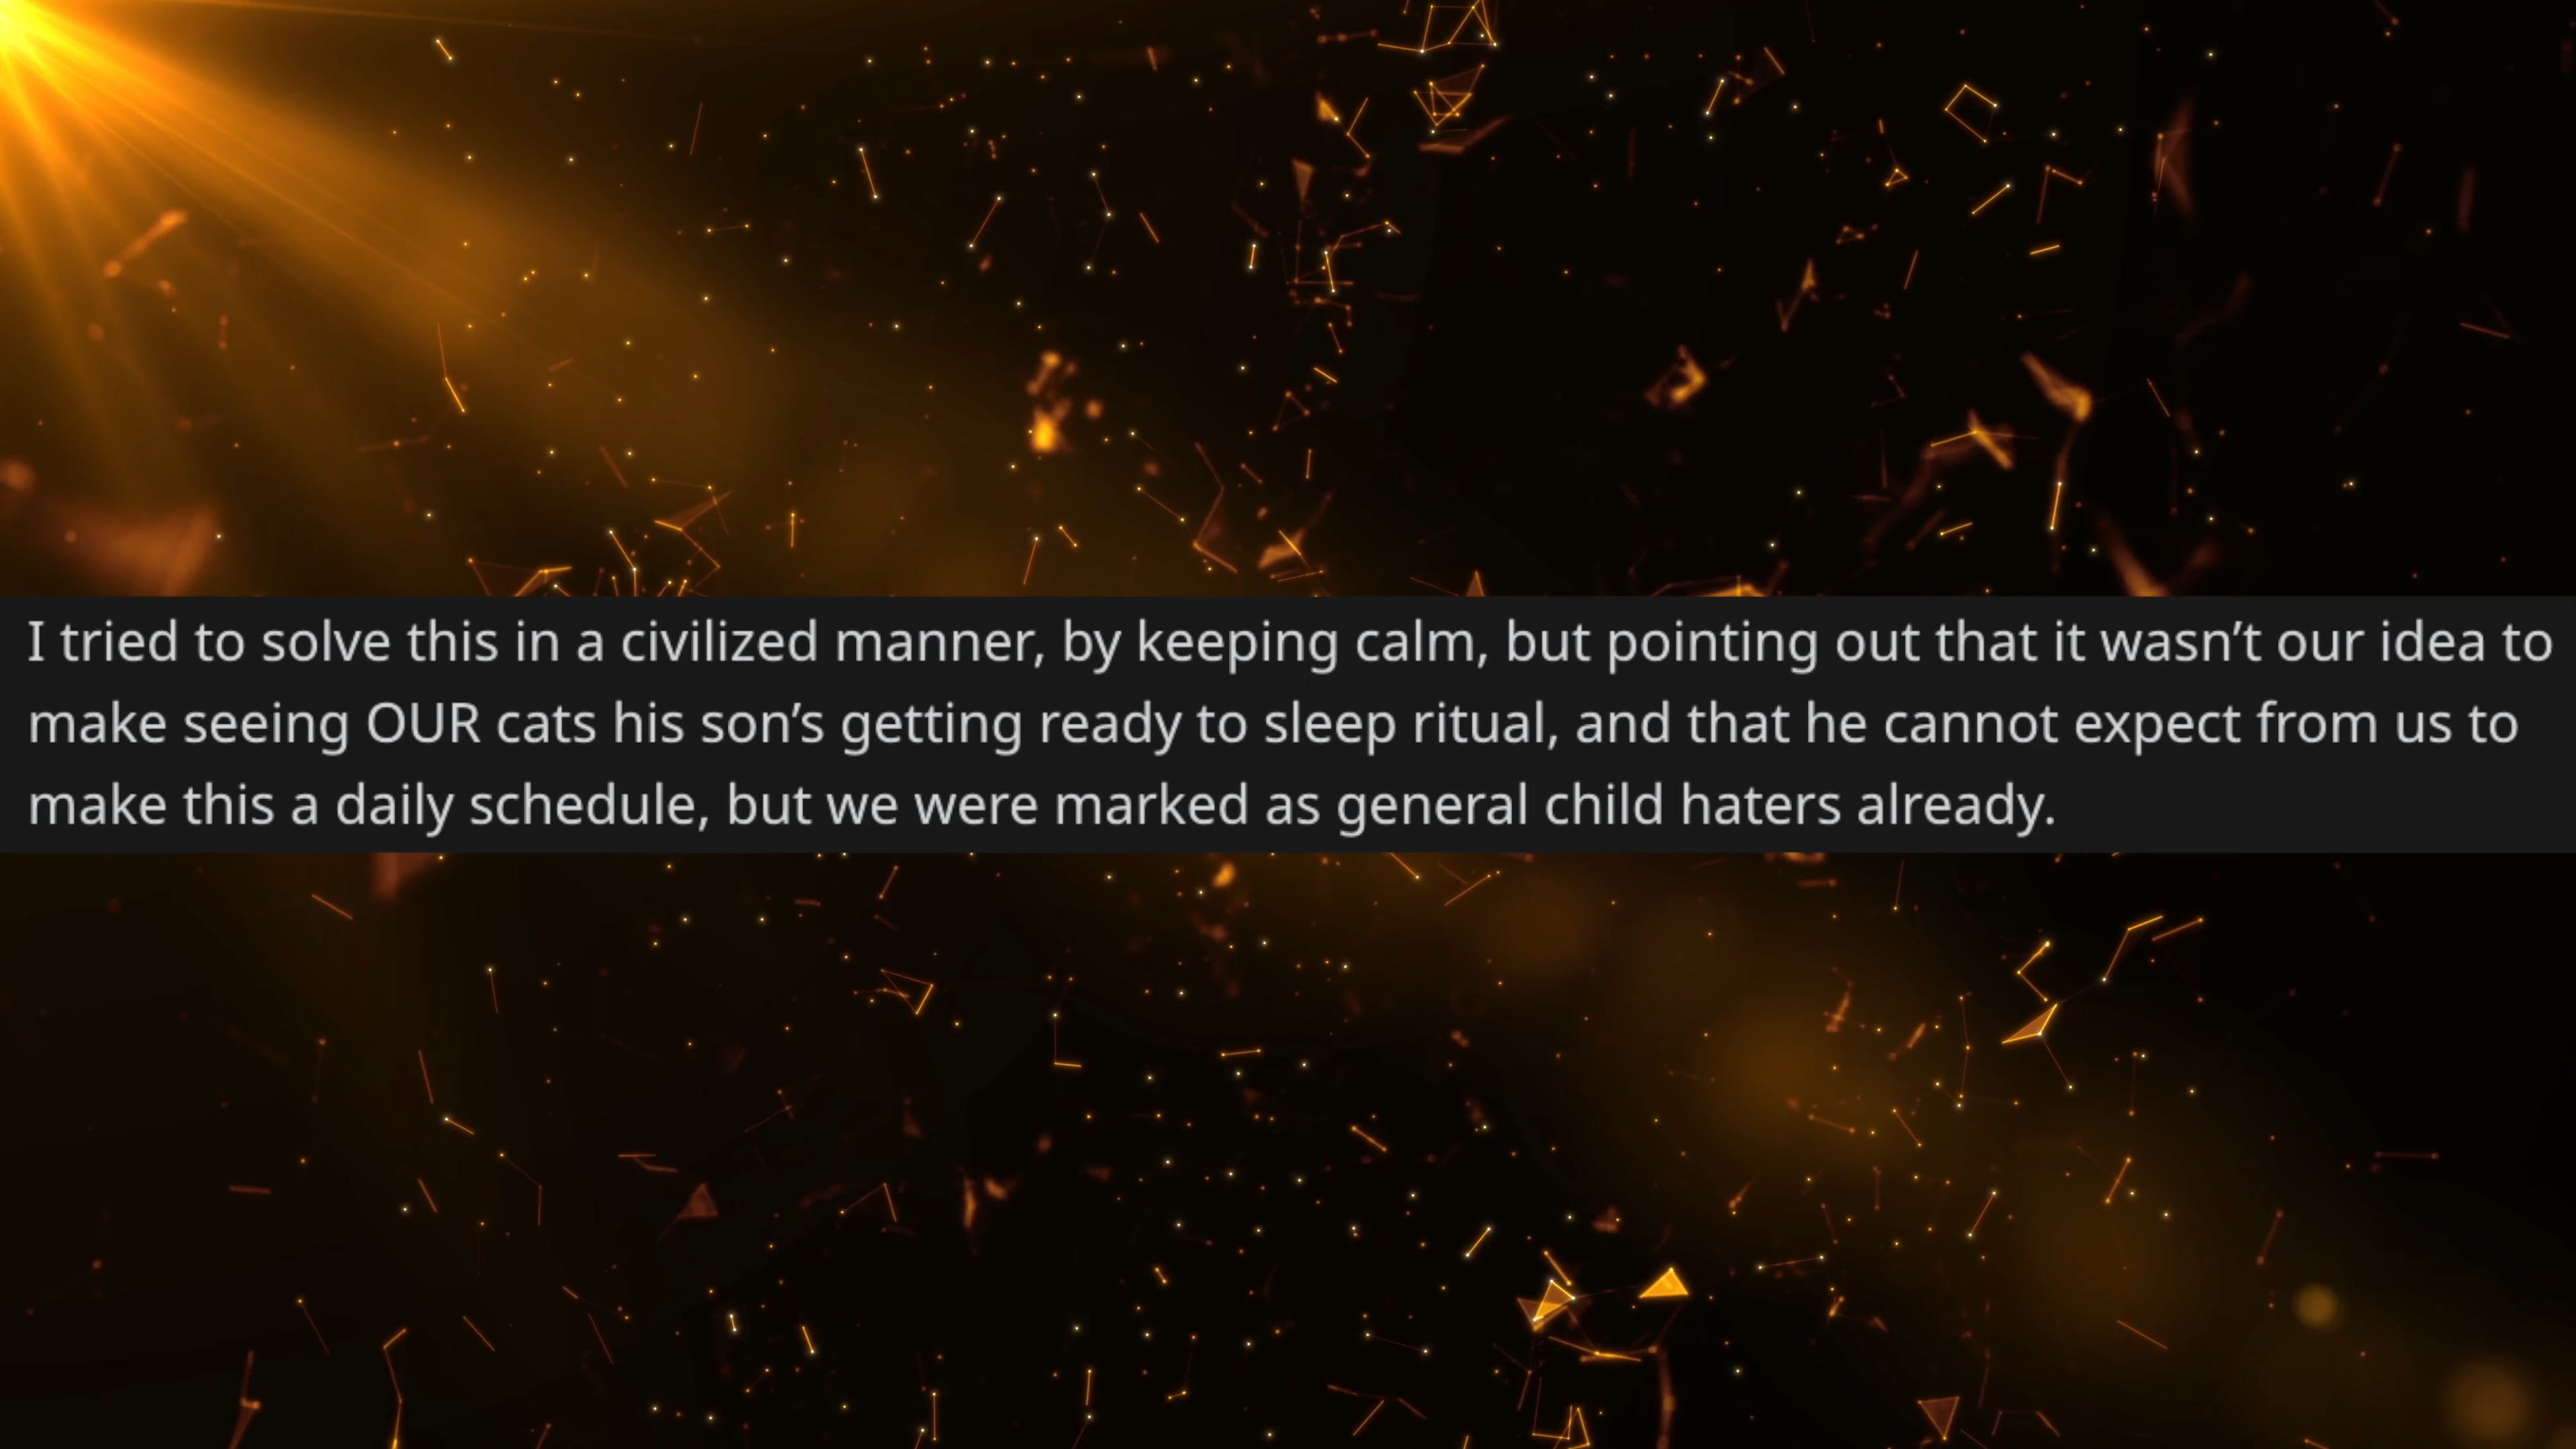 I tried to solve this in a civilized manner, by keeping calm, but pointing out that it wasn’t our idea to
make seeing OUR cats his son’s getting ready to sleep ritual, and that he cannot expect from us to
make this a daily schedule, but we were marked as general child haters already.